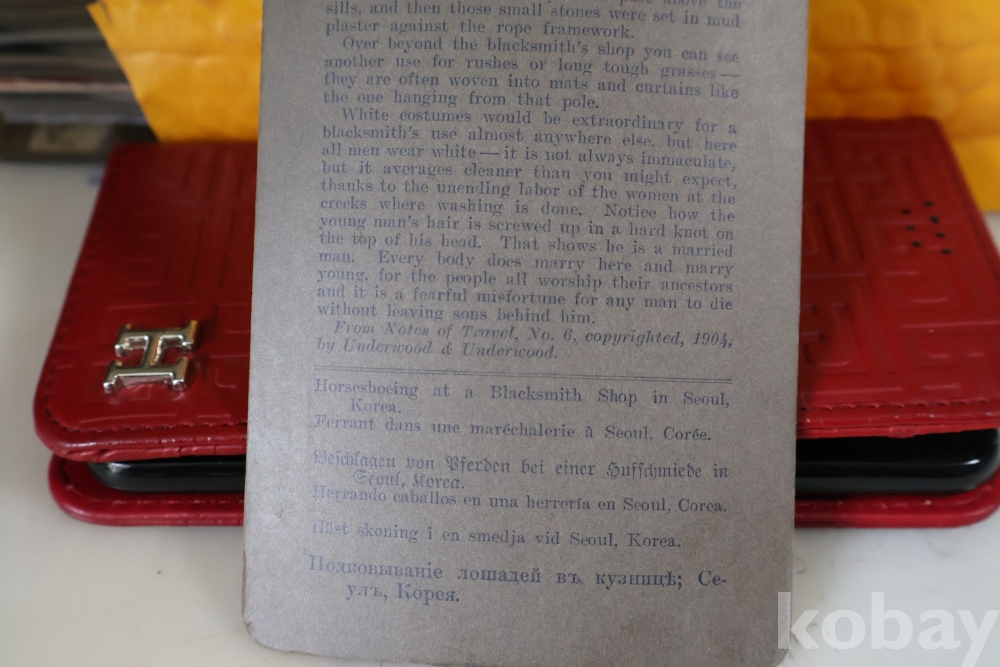 above the
sills, and then those small stones were set in mud
plaster against the rope framework.
Over beyond the blacksmith's shop you can see
another use for rushes or long tough grasses—
they are often woven into mats and curtains like
the one hanging from that pole.
White costumes would be extraordinary for a
blacksmith's use almost anywhere else, but here
all men wear white—it is not always immaculate,
but it averages cleaner than you might expect,
thanks to the unending labor of the women at the
creeks where washing is done. Notice how the
young man's hair is screwed up in a hard knot on
the top of his head. That shows he is a married
man. Every body does marry here and marry
young, for the people all worship their ancestors
and it is a fearful misfortune for any man to die
without leaving sons behind him.
From Notes of Travel, No. 6, copyrighted, 1904,
by Underwood & Underwood.
Horseshoeing at a Blacksmith Shop in Seoul,
Korea.
Ferrant dans une maréchalerie à Seoul, Corée.
Beschlagen von Pferden bei einer Hufschmiede in
Seoul, Korea.
Herrando caballos en una herrería en Seoul, Corea.
Häst skoning i en smedja vid Seoul, Korea.
Подковыванiе лошадей въ кузницѣ; Се-
улъ, Корея.
kobay